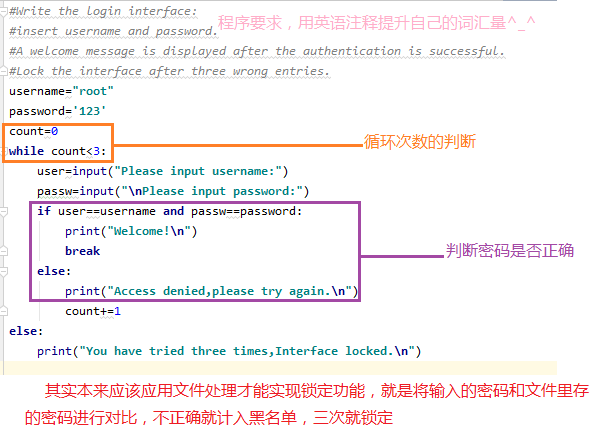 #Write the login interface:
#insert username and password.程序要求，用英语注释提升自己的词汇量^_^
#A welcome message is displayed after the authentication is successful.
#Lock the interface after three wrong entries.
username="root"
password='123'
count=0
while count<3:
循环次数的判断
    user=input("Please input username:")
    passw=input("\nPlease input password:")
    if user==username and passw==password:
        print("Welcome!\n")
        break
判断密码是否正确
    else:
        print("Access denied,please try again.\n")
        count+=1
else:
    print("You have tried three times,Interface locked.\n")
其实本来应该应用文件处理才能实现锁定功能，就是将输入的密码和文件里存
的密码进行对比，不正确就计入黑名单，三次就锁定